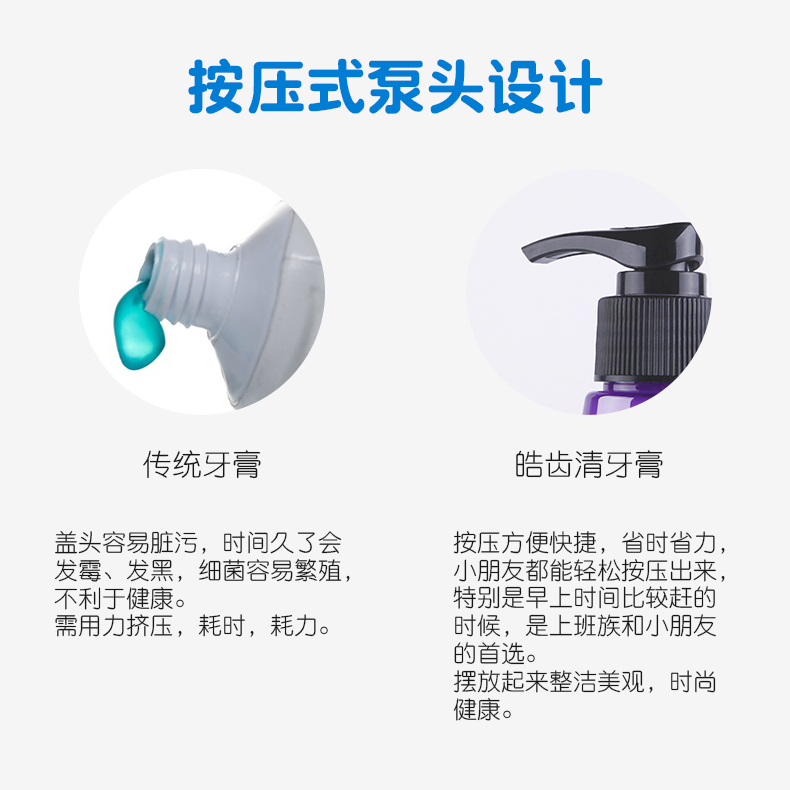 按压式泵头设计
传统牙膏
盖头容易脏污，时间久了会
发霉、发黑，细菌容易繁殖，
不利于健康。
需用力挤压，耗时，耗力。
皓齿清牙膏
按压方便快捷，省时省力，
小朋友都能轻松按压出来，
特别是早上时间比较赶的
时候，是上班族和小朋友
的首选。
摆放起来整洁美观，时尚
健康。